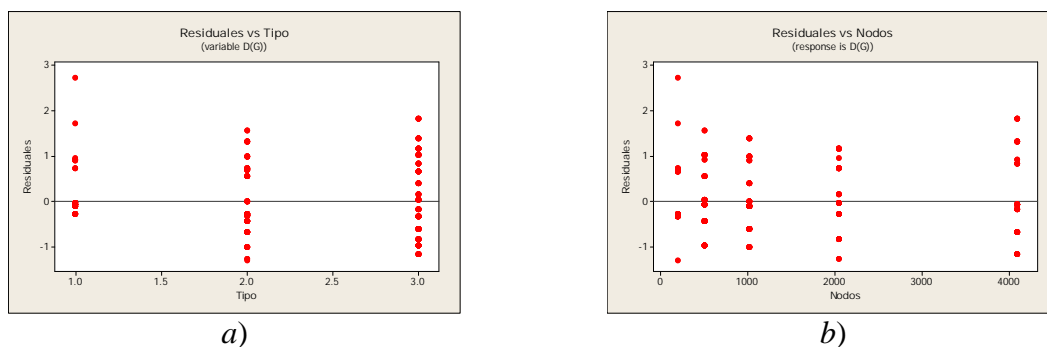 Residuales vs Tipo
(variable D(G))
3
2
1
0
-1
Residuales
1.0 1.5 2.0 2.5 3.0
Tipo
a)
Residuales vs Nodos
(response is D(G))
3
2
1
0
-1
Residuales
0 1000 2000 3000 4000
Nodos
b)